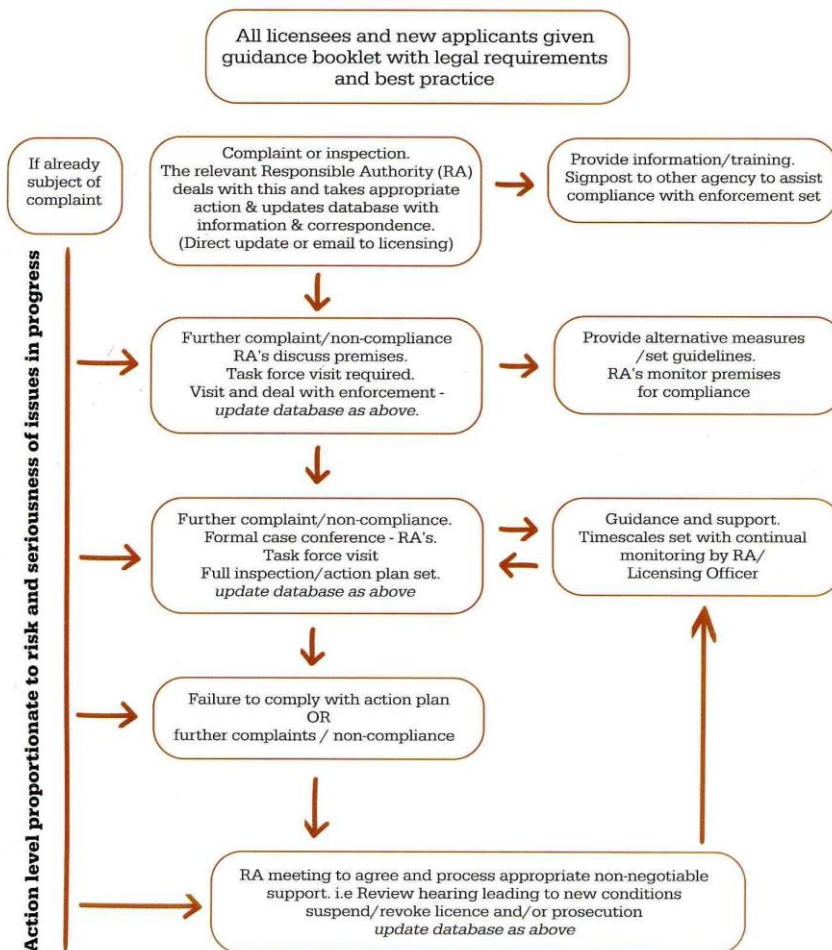 All licensees and new applicants given
guidance booklet with legal requirements
and best practice
If already
subject of
complaint
Complaint or inspection.
The relevant Responsible Authority (RA)
deals with this and takes appropriate
action & updates database with
information & correspondence.
(Direct update or email to licensing)
Provide information/training.
Signpost to other agency to assist
compliance with enforcement set
Action level proportionate to risk and seriousness of issues in progress
Further complaint/non-compliance
RA's discuss premises.
Task force visit required.
Visit and deal with enforcement -
update database as above.
Provide alternative measures
/set guidelines.
RA's monitor premises
for compliance
Further complaint/non-compliance.
Formal case conference - RA's.
Task force visit
Full inspection/action plan set.
update database as above
Guidance and support.
Timescales set with continual
monitoring by RA/
Licensing Officer
Failure to comply with action plan
OR
further complaints / non-compliance
RA meeting to agree and process appropriate non-negotiable
support. i.e Review hearing leading to new conditions
suspend/revoke licence and/or prosecution
update database as above